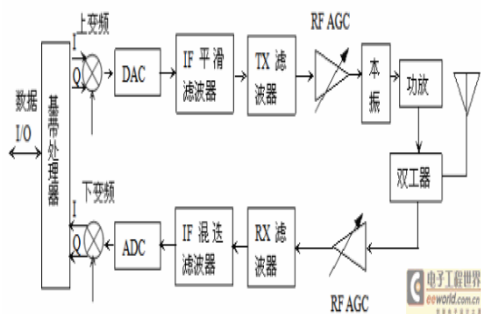 上变频
I
Q
DAC
IF 平滑
滤波器
TX 滤
波器
RF AGC
本
振
功放
数据
I/O
基带处理器
双工器
下变频
I
Q
ADC
IF 混迭
滤波器
RX 滤
波器
RF AGC
电子工程世界
eeworld.com.cn